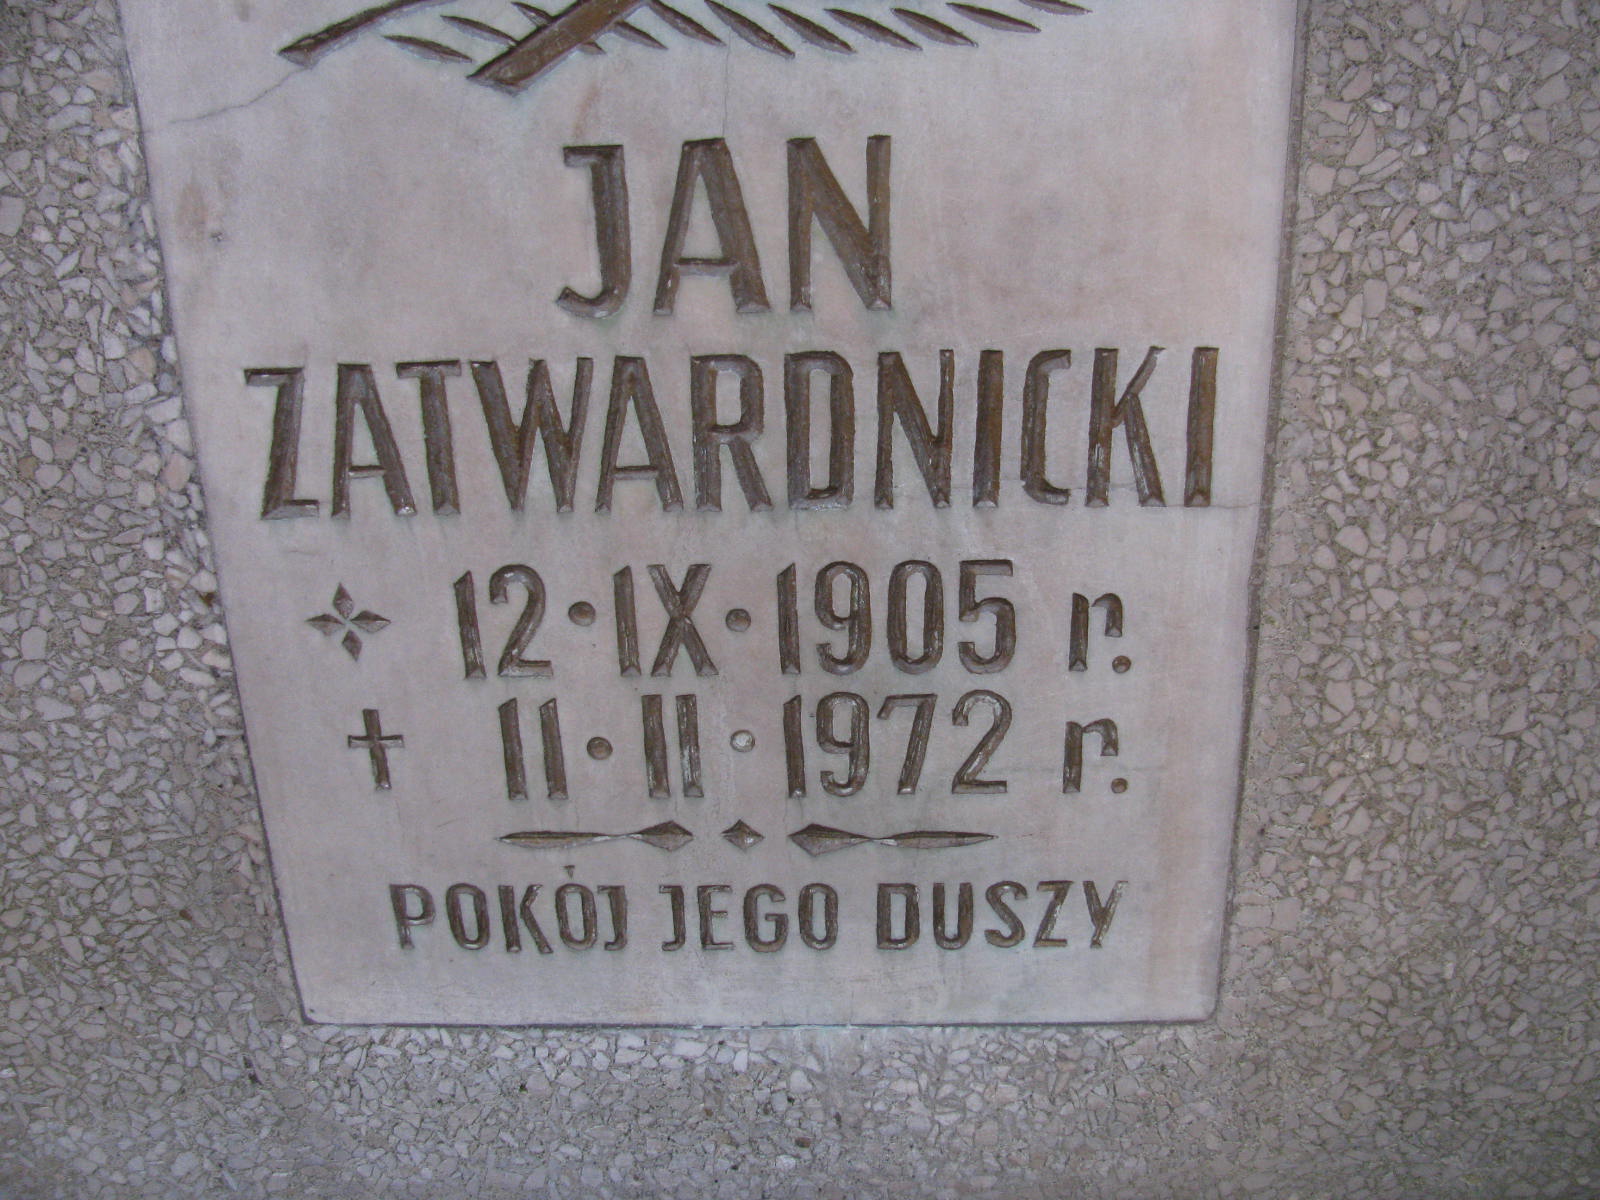 JAN
ZATWARDNICKI
12·IX·1905 r.
✝ 11·II·1972 r.
POKÓJ JEGO DUSZY